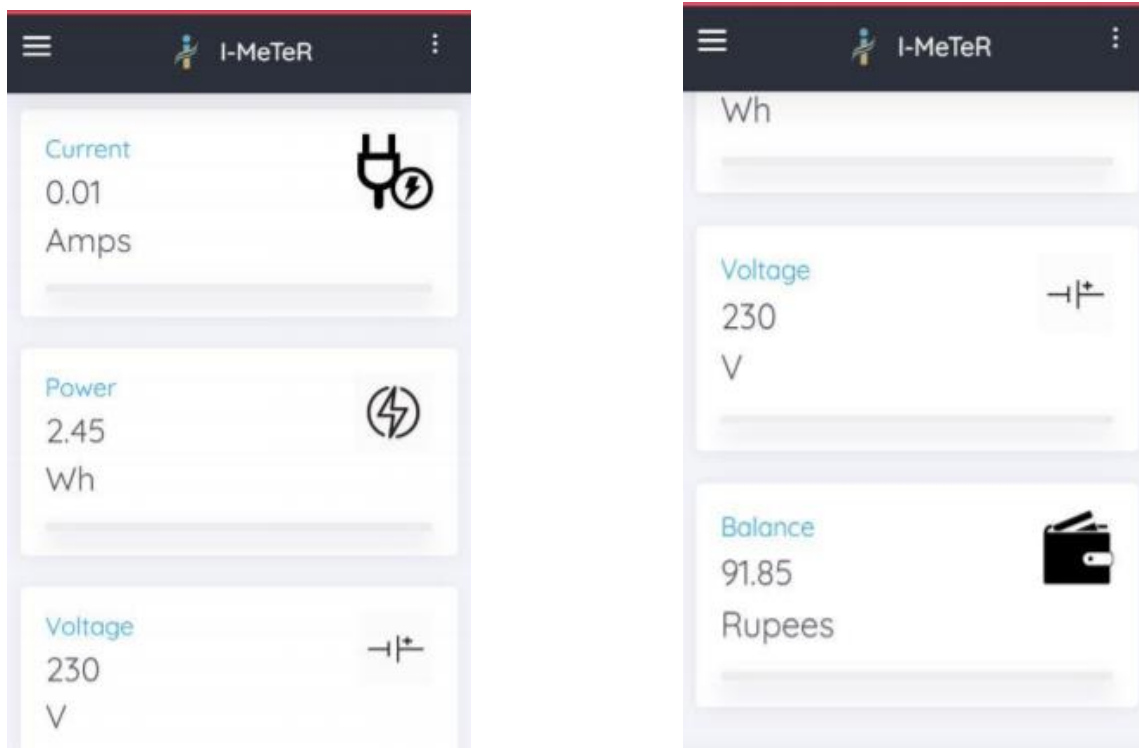 I-MeTeR
Current
0.01
Amps
Power
2.45
Wh
Voltage
230
V
I-MeTeR
Wh
Voltage
230
V
Balance
91.85
Rupees